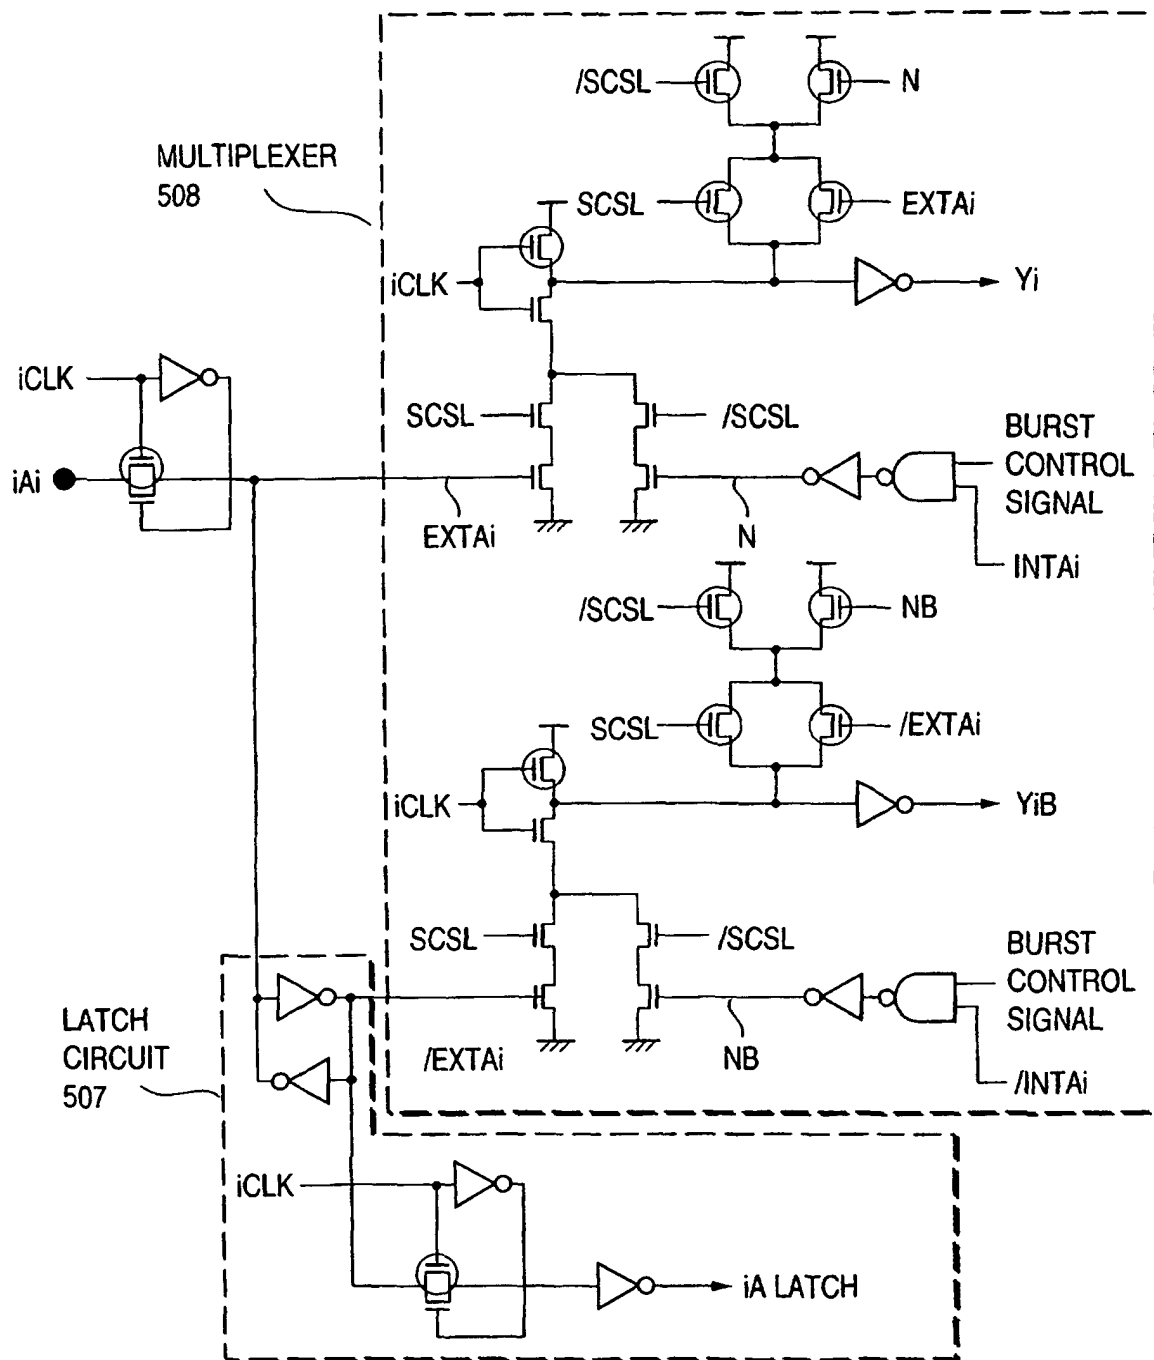 /SCSL
N
MULTIPLEXER
508
SCSL
EXTAi
iCLK
Yi
iCLK
SCSL
/SCSL
BURST
CONTROL
SIGNAL
iAi
EXTAi
N
INTAi
/SCSL
NB
SCSL
/EXTAi
iCLK
YiB
SCSL
/SCSL
BURST
CONTROL
SIGNAL
LATCH
CIRCUIT
507
/EXTAi
NB
/INTAi
iCLK
iA LATCH